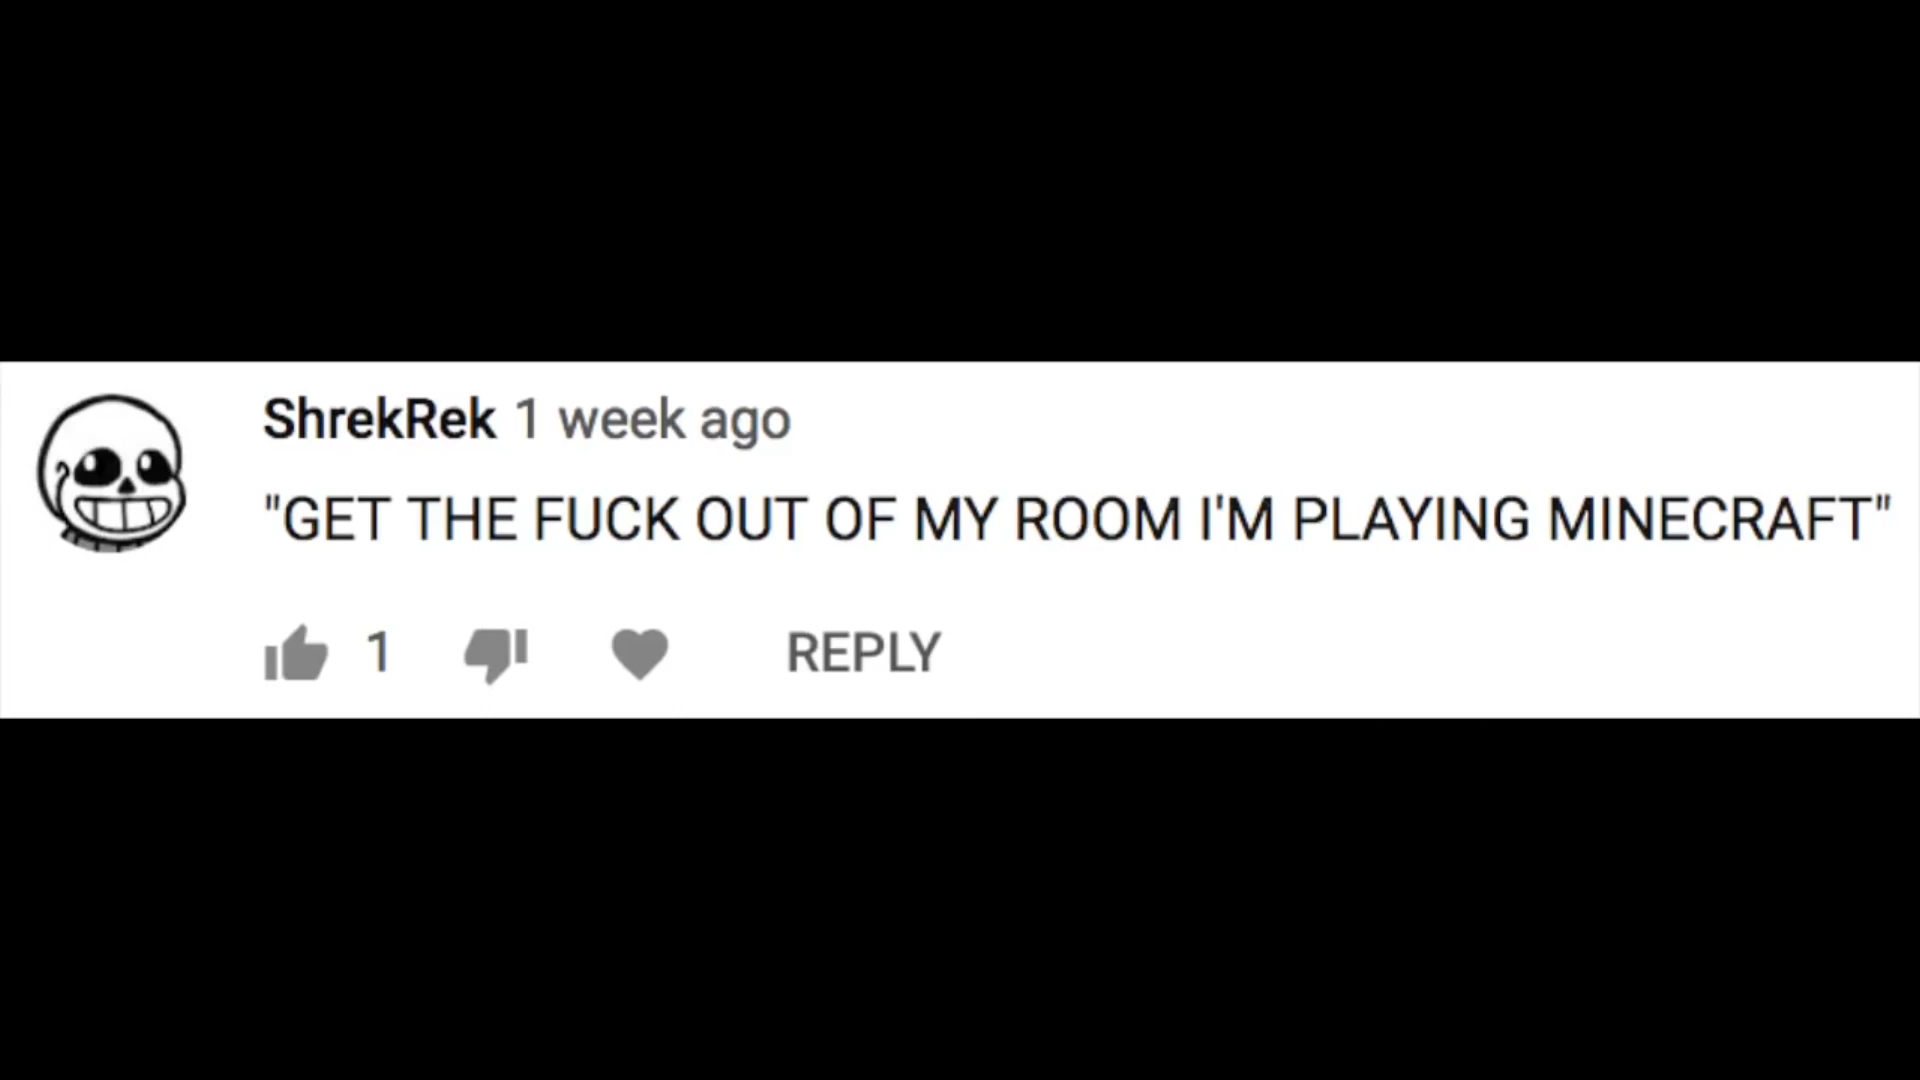 ShrekRek 1 week ago
"GET THE FUCK OUT OF MY ROOM I'M PLAYING MINECRAFT"
1 REPLY